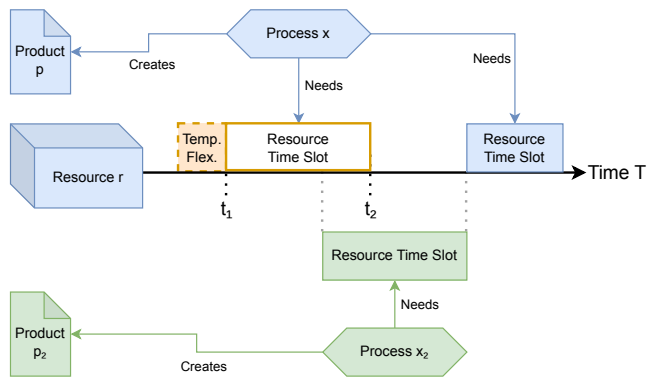 Product
p
Creates
Process x
Needs
Needs
Temp.
Flex.
Resource
Time Slot
Resource
Time Slot
Resource r
Time T
t₁
t₂
Resource Time Slot
Needs
Product
p₂
Process x₂
Creates